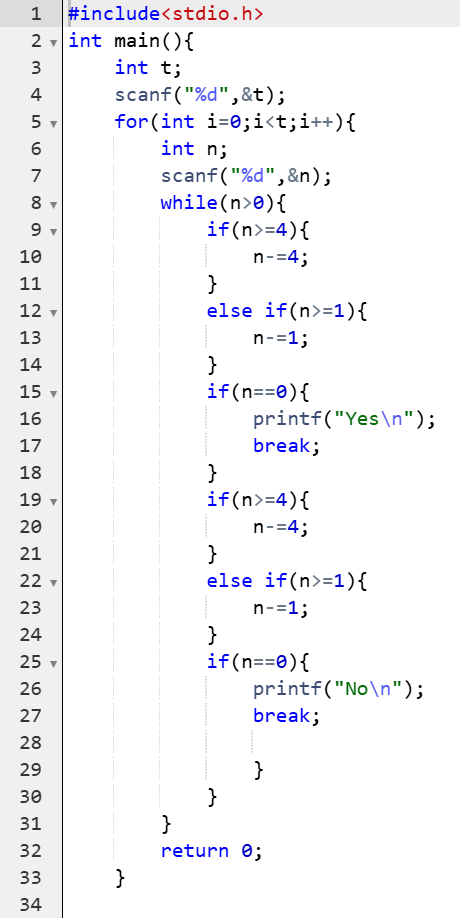 1 #include<stdio.h>
2 int main(){
3     int t;
4     scanf("%d",&t);
5     for(int i=0;i<t;i++){
6         int n;
7         scanf("%d",&n);
8         while(n>0){
9             if(n>=4){
10                 n-=4;
11             }
12             else if(n>=1){
13                 n-=1;
14             }
15             if(n==0){
16                 printf("Yes\n");
17                 break;
18             }
19             if(n>=4){
20                 n-=4;
21             }
22             else if(n>=1){
23                 n-=1;
24             }
25             if(n==0){
26                 printf("No\n");
27                 break;
28
29                 }
30             }
31         }
32         return 0;
33     }
34